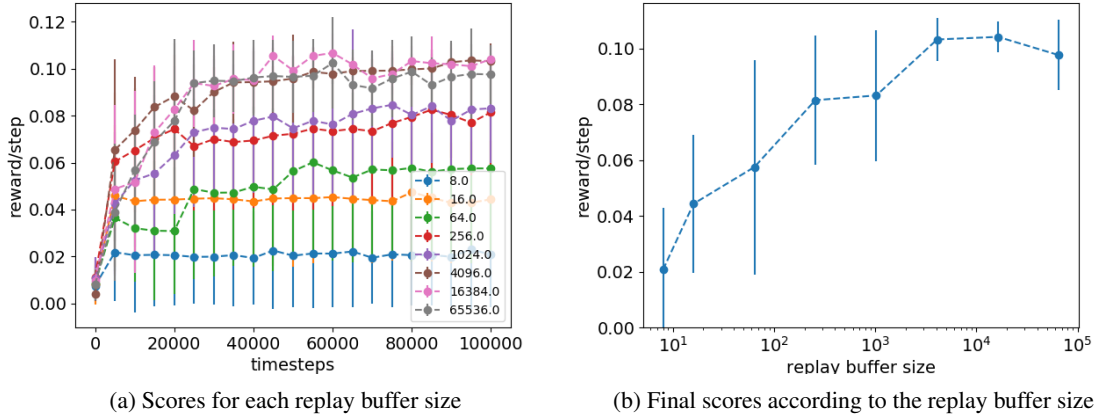 0.12
0.10
0.08
0.06
0.04
0.02
0.00
reward/step
0 20000 40000 60000 80000 100000
timesteps
8.0
16.0
64.0
256.0
1024.0
4096.0
16384.0
65536.0
(a) Scores for each replay buffer size
0.10
0.08
0.06
0.04
0.02
0.00
reward/step
10¹ 10² 10³ 10⁴ 10⁵
replay buffer size
(b) Final scores according to the replay buffer size